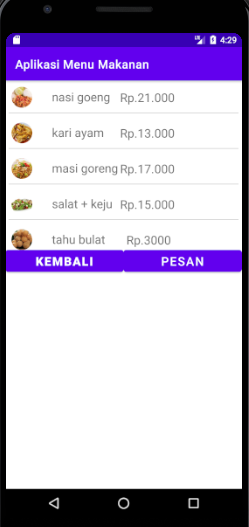 4:29
Aplikasi Menu Makanan
nasi goeng Rp.21.000
kari ayam Rp.13.000
masi goreng Rp.17.000
salat + keju Rp.15.000
tahu bulat Rp.3000
KEMBALI PESAN